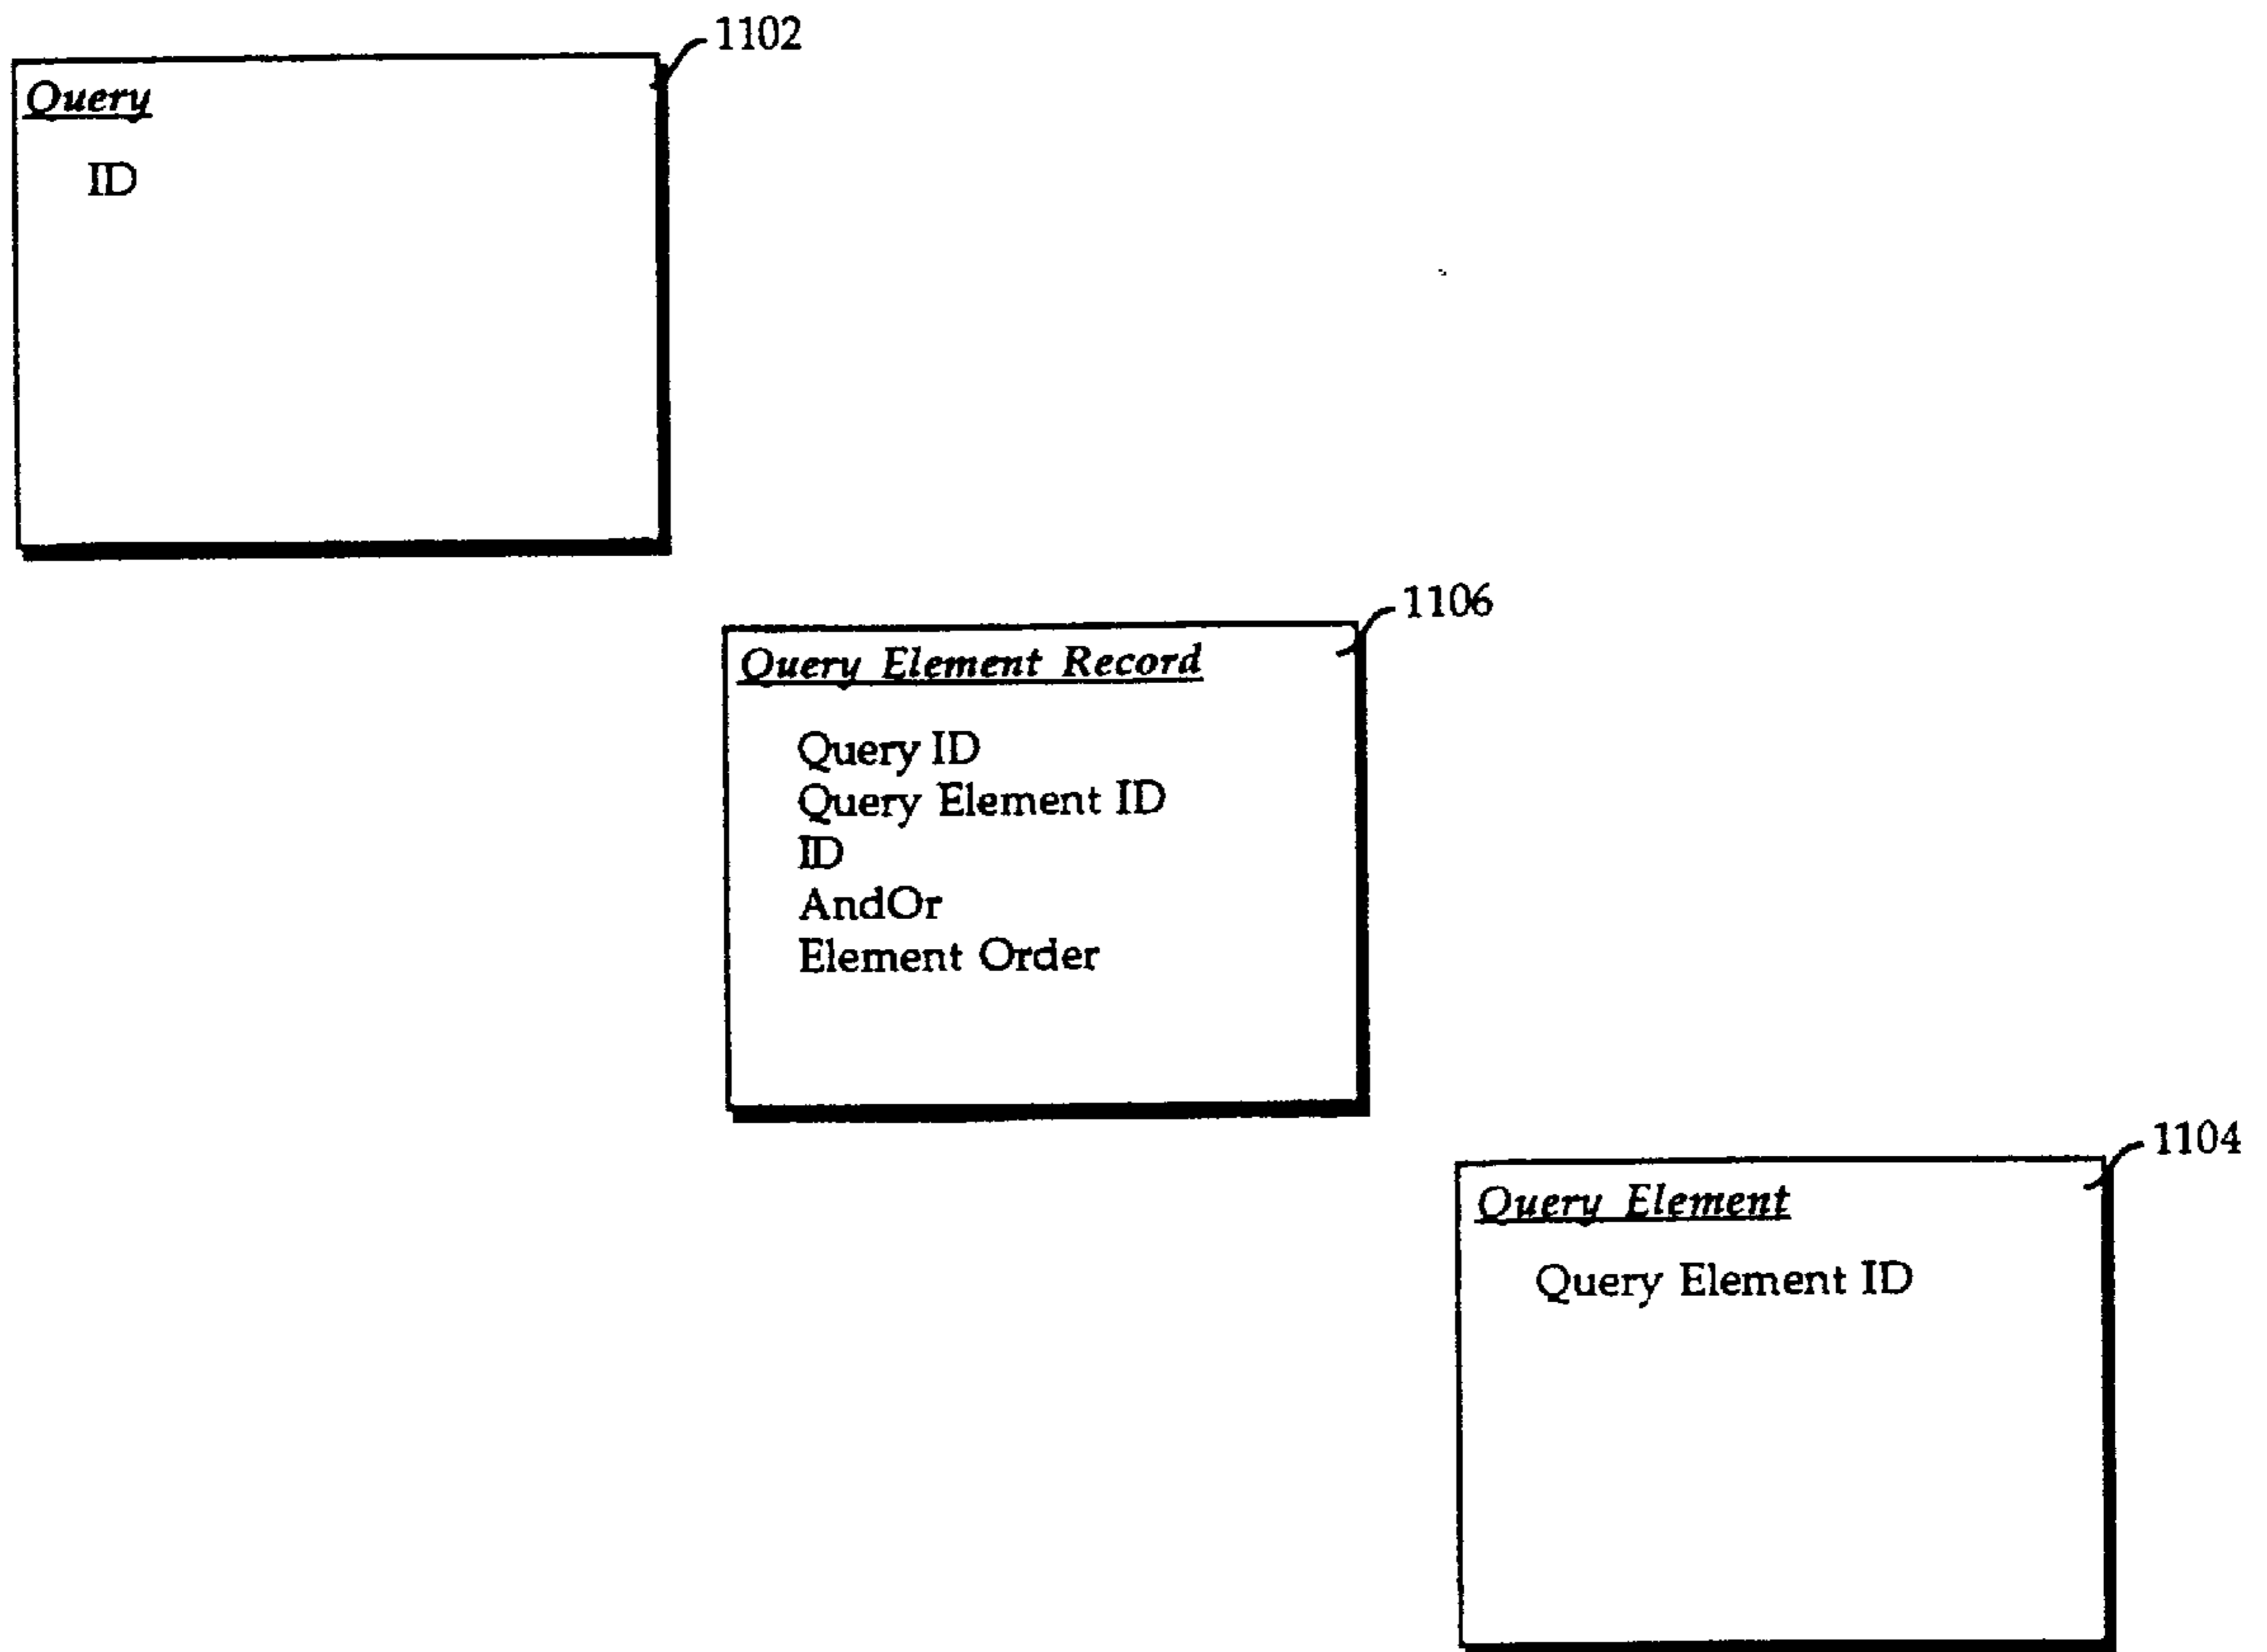 1102
Query
ID
1106
Query Element Record
Query ID
Query Element ID
ID
AndOr
Element Order
1104
Query Element
Query Element ID